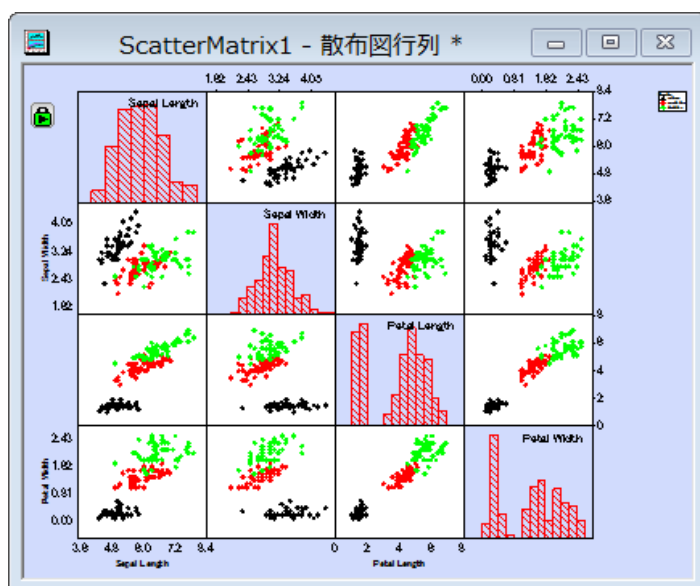 ScatterMatrix1 - 散布図行列 *
1.62 2.43 3.24 4.05
0.00 0.81 1.62 2.43
Sepal Length
8.4
7.2
6.0
4.8
3.6
4.05
3.24
2.43
1.62
Sepal Width
Sepal Width
Petal Length
8
6
4
2
0
2.43
1.62
0.81
0.00
Petal Width
Petal Width
3.6 4.8 6.0 7.2 8.4
0 2 4 6 8
Sepal Length
Petal Length